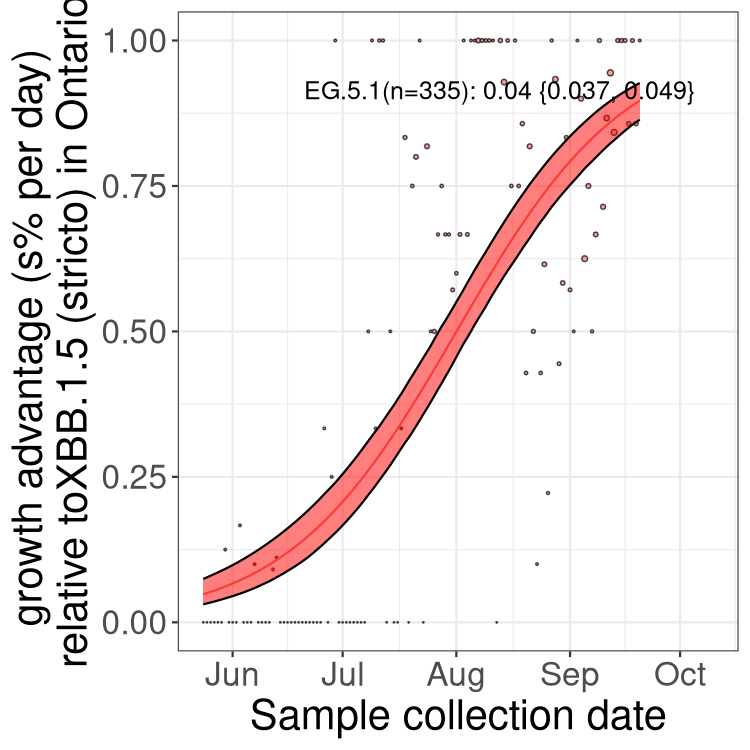 growth advantage (s% per day)
relative toXBB.1.5 (stricto) in Ontario
1.00
0.75
0.50
0.25
0.00
EG.5.1(n=335): 0.04 {0.037, 0.049}
Jun Jul Aug Sep Oct
Sample collection date